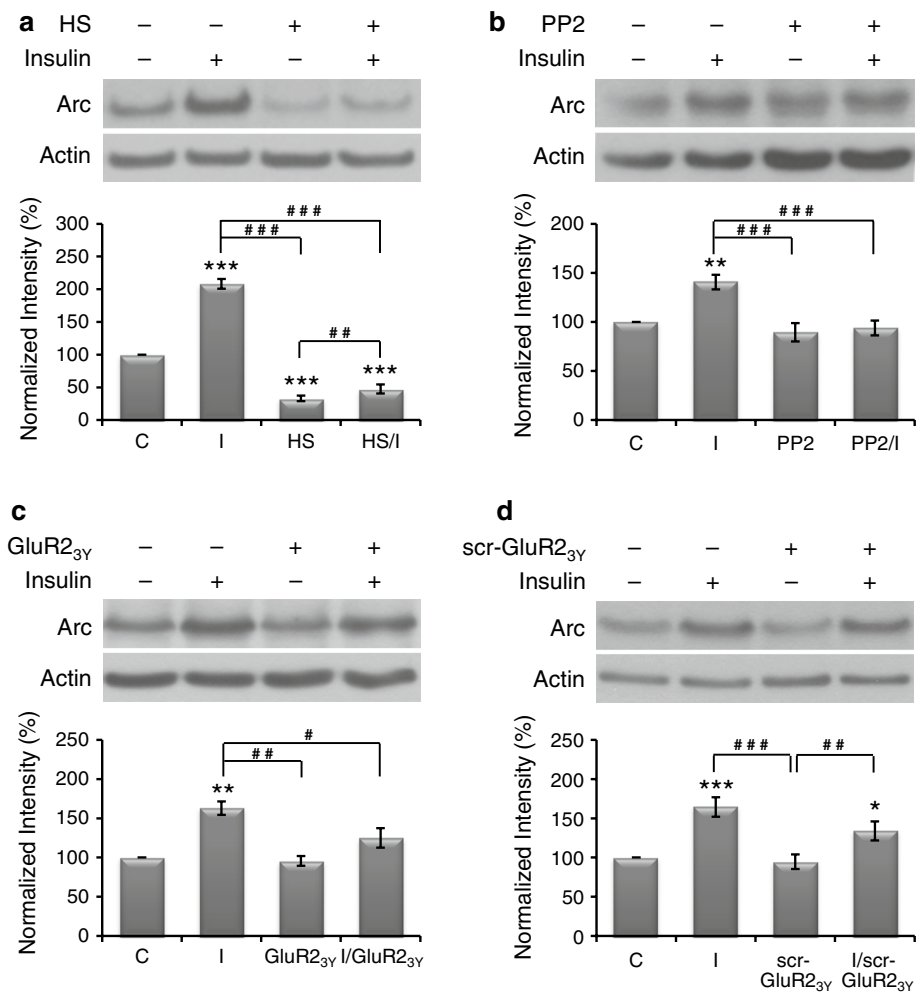 a
HS – – + +
Insulin – + – +
Arc
Actin
Normalized Intensity (%)
300
250
200
150
100
50
0
# # #
# # #
***
# #
***
***
C I HS HS/I
b
PP2 – – + +
Insulin – + – +
Arc
Actin
Normalized Intensity (%)
200
150
100
50
0
# # #
# # #
**
C I PP2 PP2/I
c
GluR2₃Y – – + +
Insulin – + – +
Arc
Actin
Normalized Intensity (%)
250
200
150
100
50
0
#
# #
**
C I GluR2₃Y I/GluR2₃Y
d
scr-GluR2₃Y – – + +
Insulin – + – +
Arc
Actin
Normalized Intensity (%)
250
200
150
100
50
0
# # #
# #
***
*
C I scr- I/scr-
GluR2₃Y GluR2₃Y